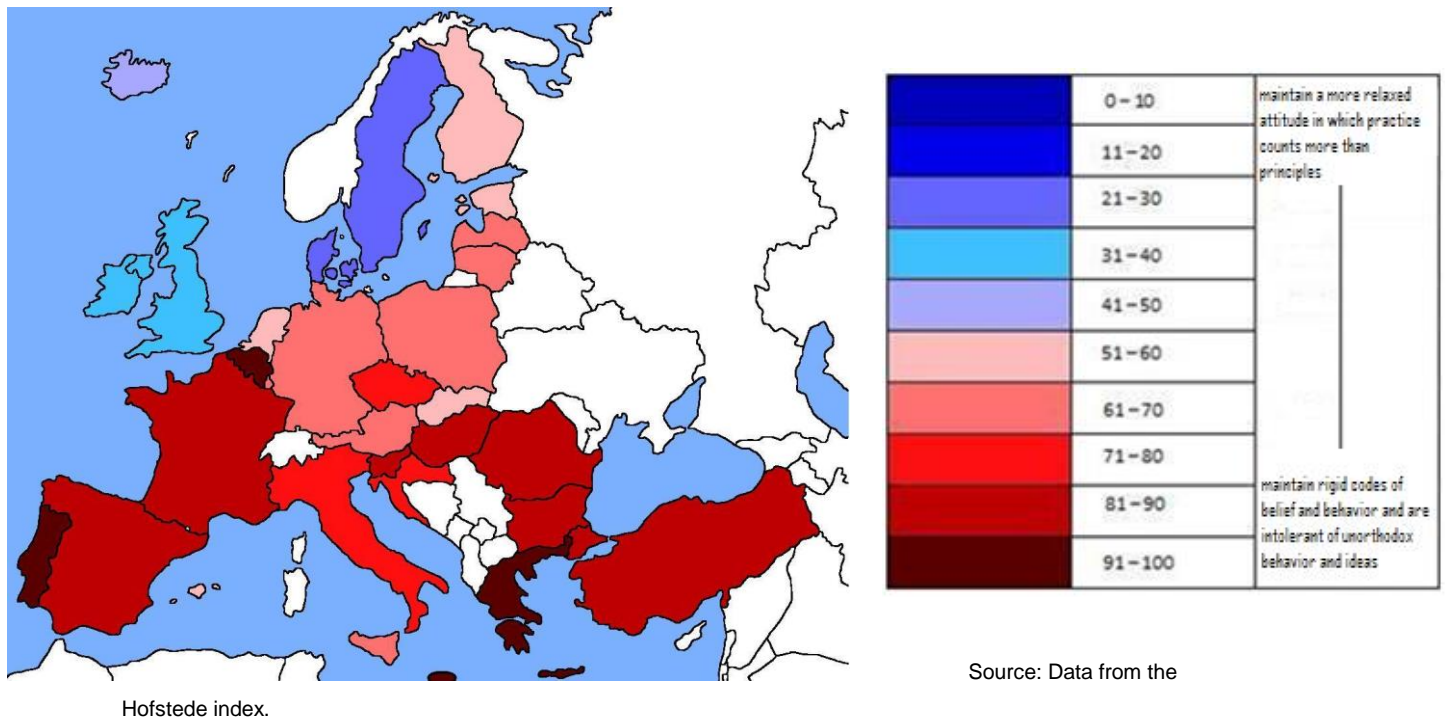 0 – 10
11 – 20
21 – 30
31 – 40
41 – 50
51 – 60
61 – 70
71 – 80
81 – 90
91 – 100
maintain a more relaxed
attitude in which practice
counts more than
principles
maintain rigid codes of
belief and behavior and are
intolerant of unorthodox
behavior and ideas
Source: Data from the
Hofstede index.